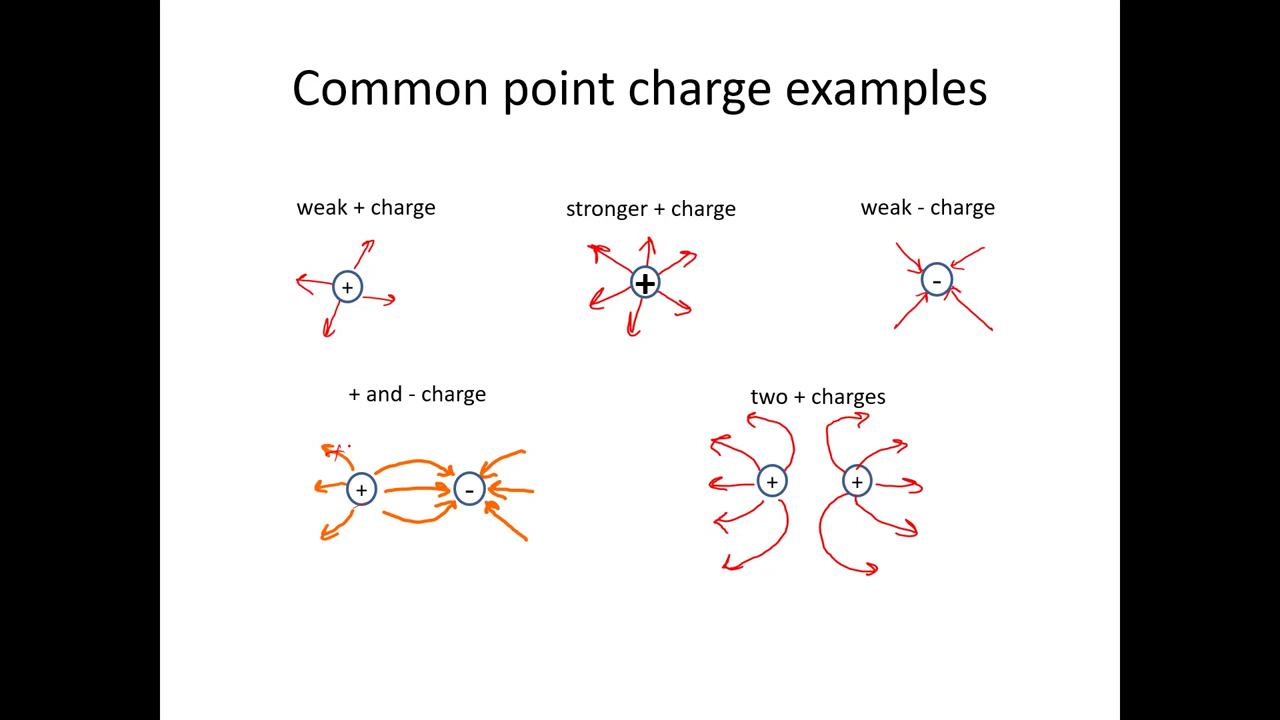 Common point charge examples
weak + charge
stronger + charge
weak - charge
+
+
-
+ and - charge
two + charges
+
-
+
+